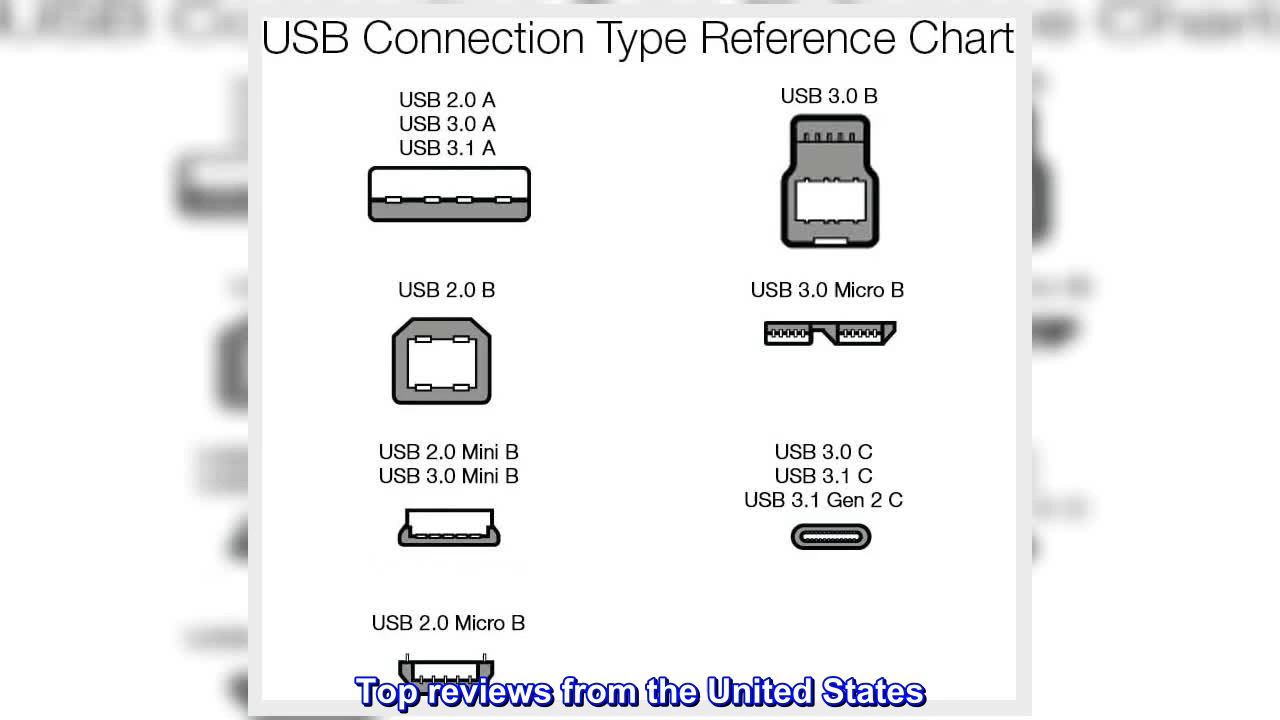 USB Connection Type Reference Chart
USB 2.0 A
USB 3.0 A
USB 3.1 A
USB 3.0 B
USB 2.0 B
USB 3.0 Micro B
USB 2.0 Mini B
USB 3.0 Mini B
USB 3.0 C
USB 3.1 C
USB 3.1 Gen 2 C
USB 2.0 Micro B
Top reviews from the United States